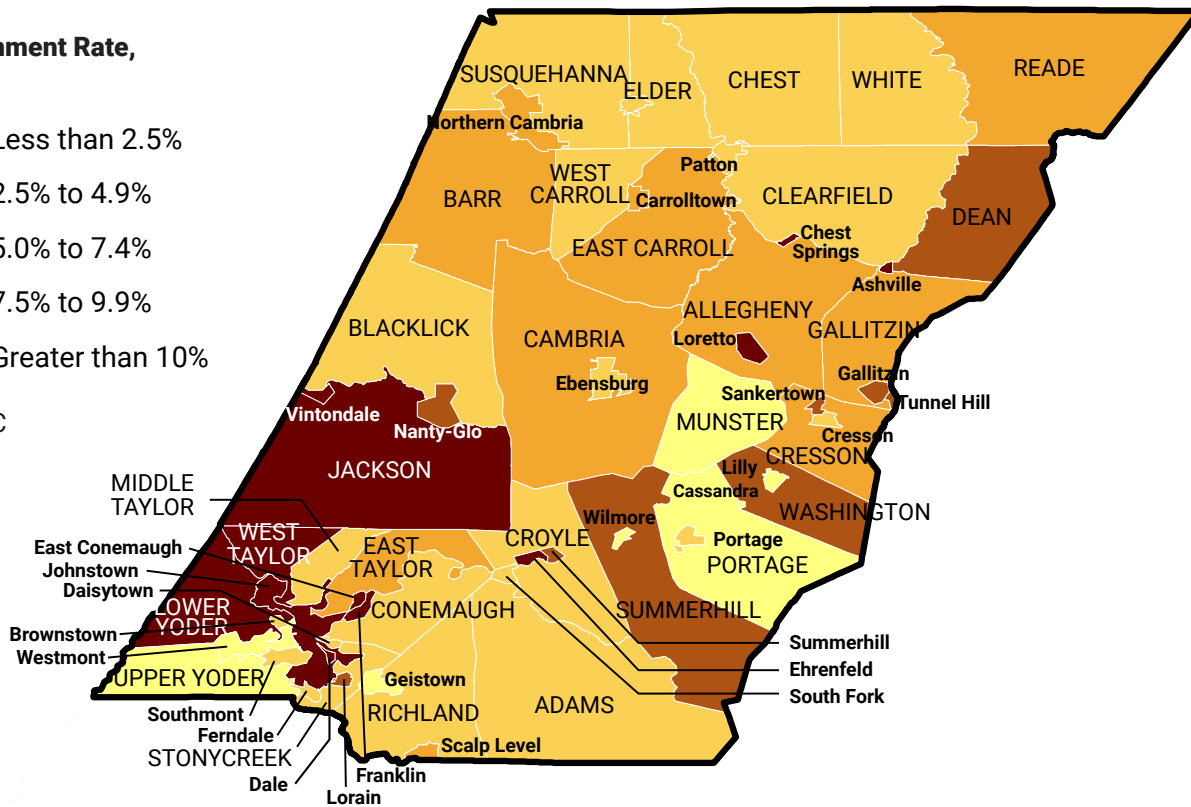 nment Rate,
Less than 2.5%
2.5% to 4.9%
5.0% to 7.4%
7.5% to 9.9%
Greater than 10%
SUSQUEHANNA
ELDER
CHEST
WHITE
READE
Northern Cambria
BARR
WEST
CARROLL
Patton
Carrolltown
CLEARFIELD
DEAN
EAST CARROLL
Chest
Springs
Ashville
BLACKLICK
CAMBRIA
ALLEGHENY
GALLITZIN
Loretto
Ebensburg
Gallitzin
Sankertown
Tunnel Hill
MUNSTER
Cresson
CRESSON
Vintondale
Nanty-Glo
JACKSON
Lilly
Cassandra
WASHINGTON
MIDDLE
TAYLOR
WEST
TAYLOR
EAST
TAYLOR
CROYLE
Wilmore
Portage
PORTAGE
East Conemaugh
Johnstown
Daisytown
LOWER
YODER
CONEMAUGH
SUMMERHILL
Brownstown
Westmont
UPPER YODER
Geistown
Summerhill
Ehrenfeld
South Fork
Southmont
Ferndale
STONYCREEK
RICHLAND
ADAMS
Scalp Level
Dale
Franklin
Lorain